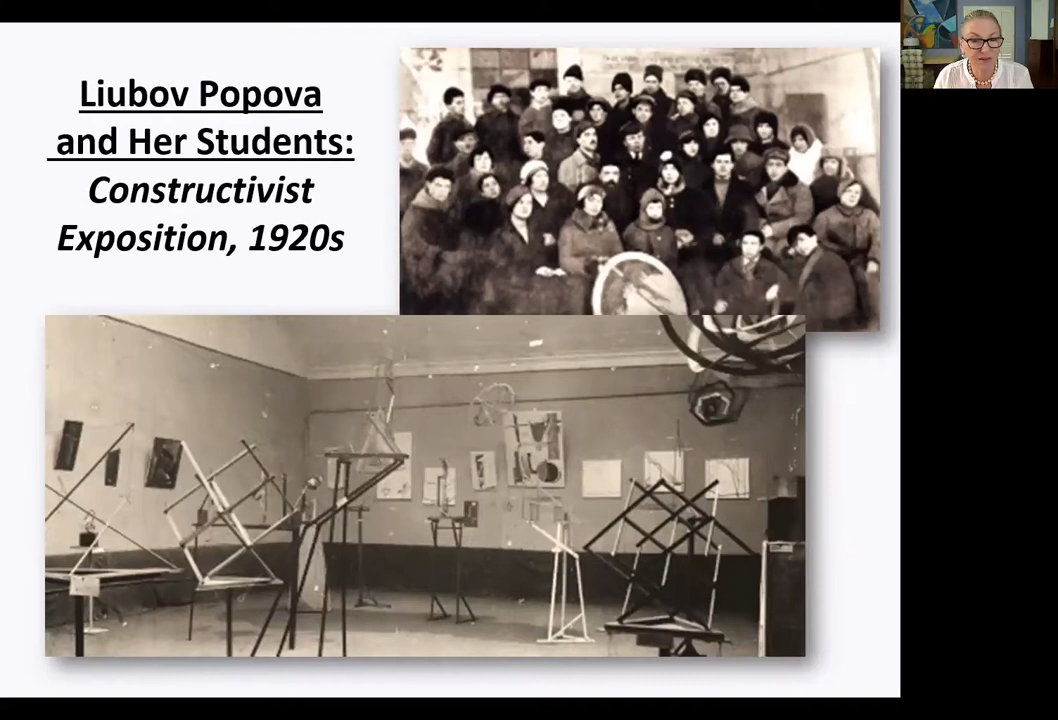 Liubov Popova
and Her Students:
Constructivist
Exposition, 1920s